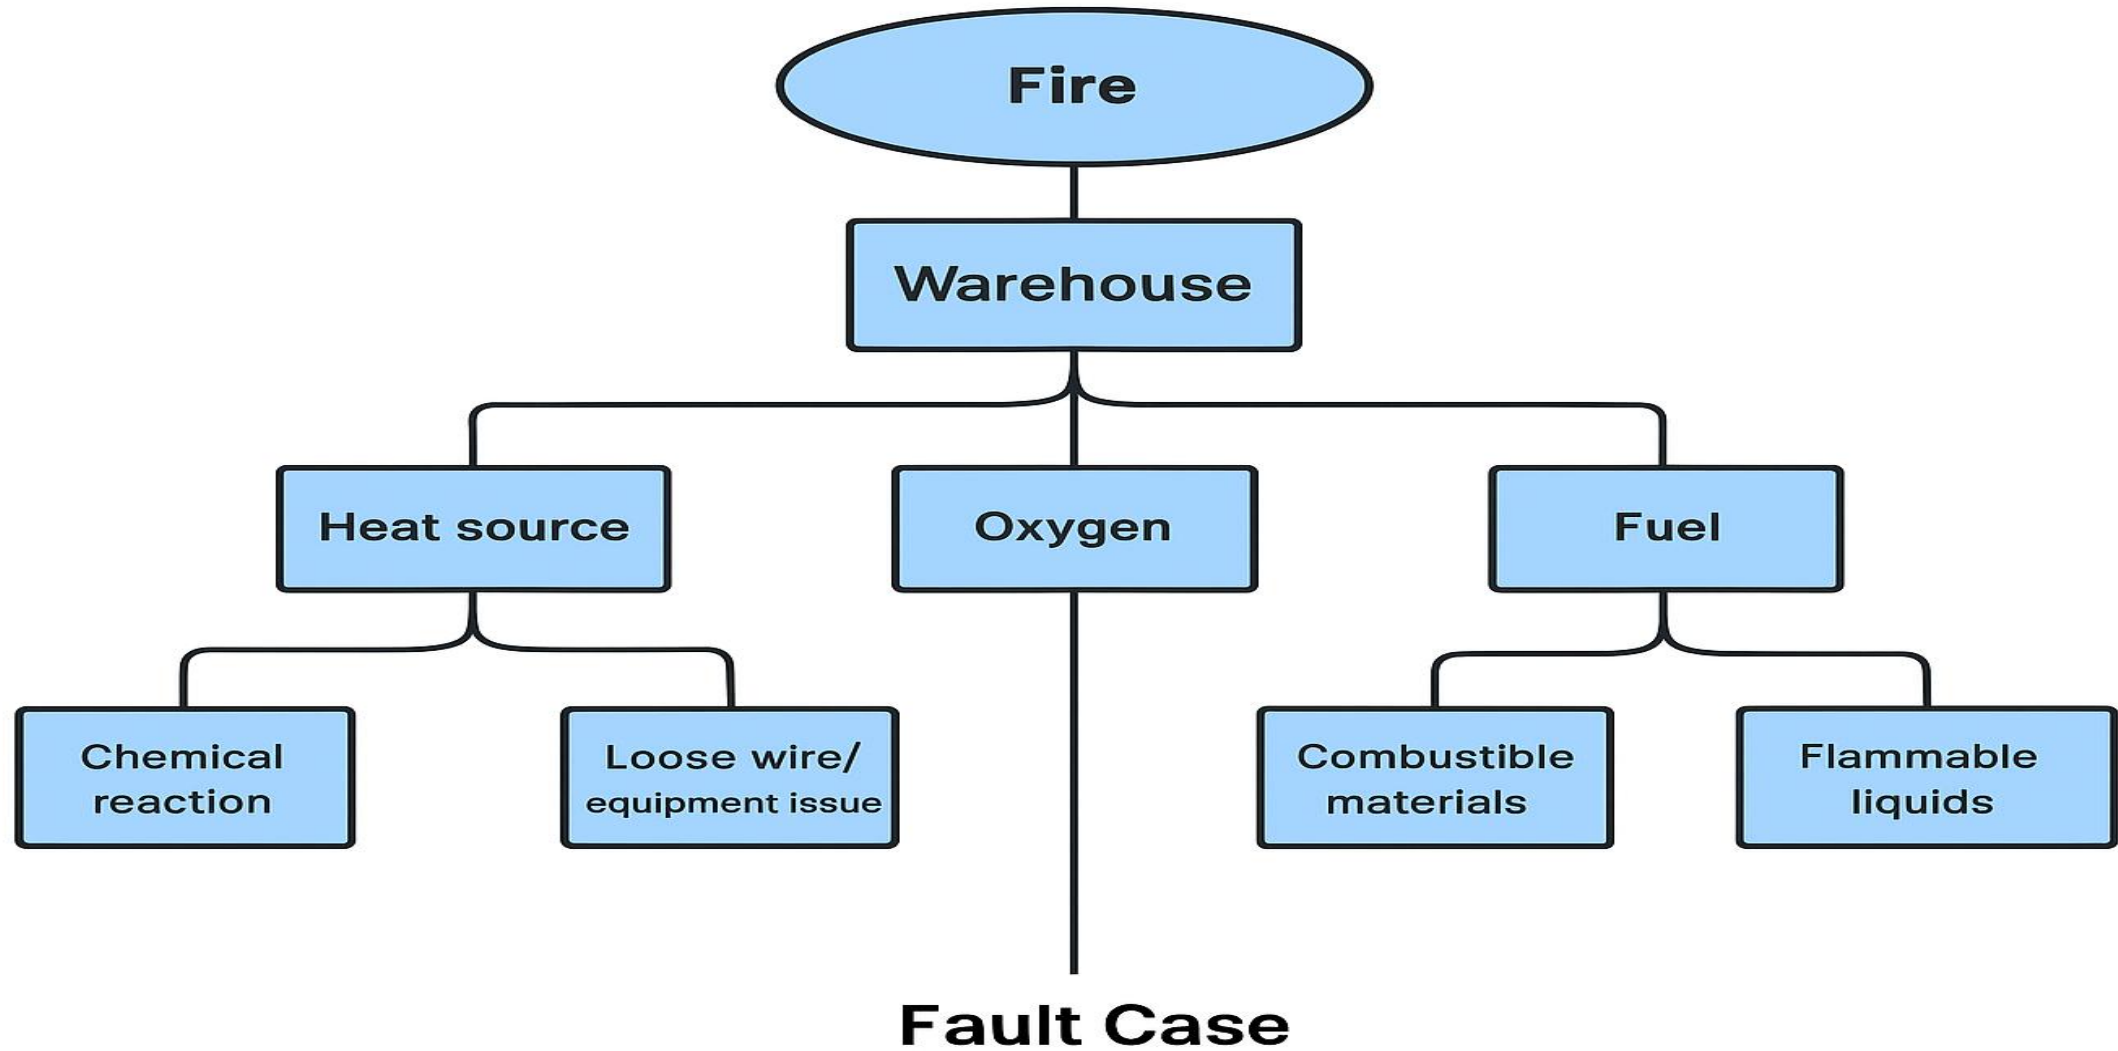 Fire
Warehouse
Heat source
Oxygen
Fuel
Chemical
reaction
Loose wire/
equipment issue
Combustible
materials
Flammable
liquids
Fault Case